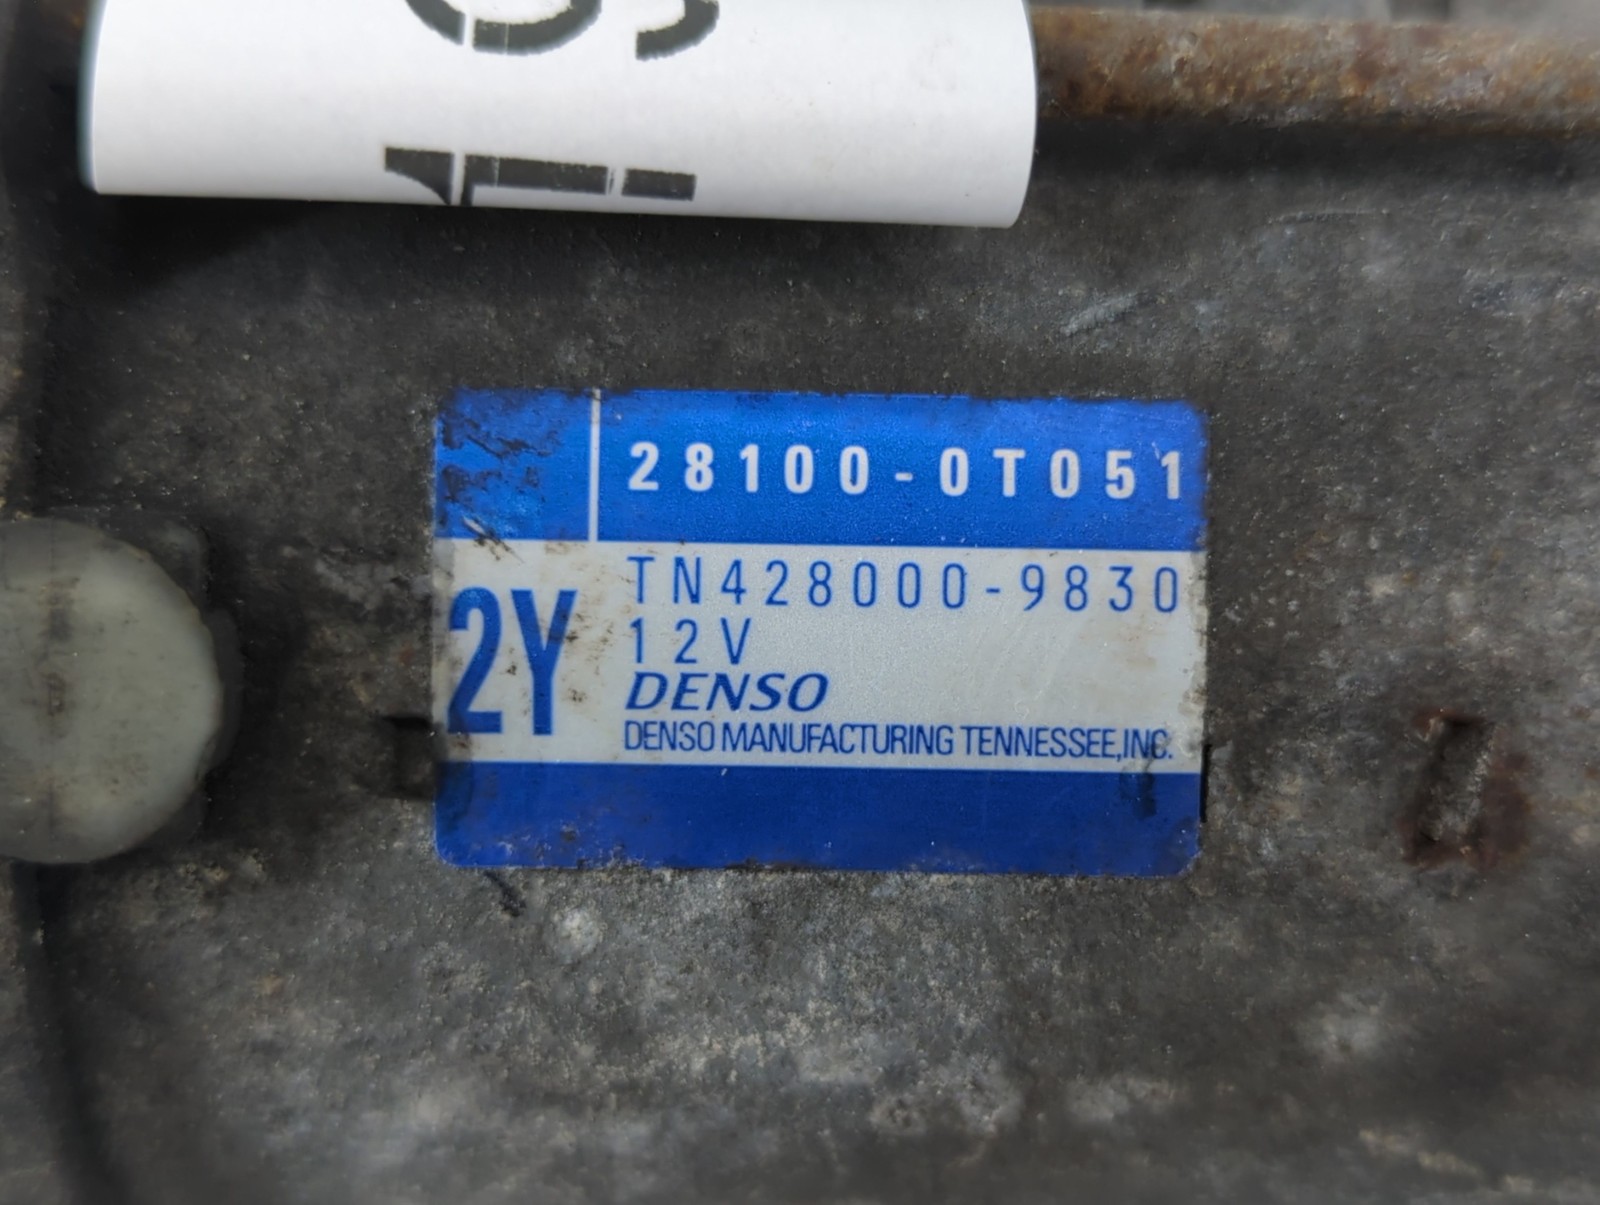 28100-0T051
TN428000-9830
2Y
12V
DENSO
DENSO MANUFACTURING TENNESSEE,INC.